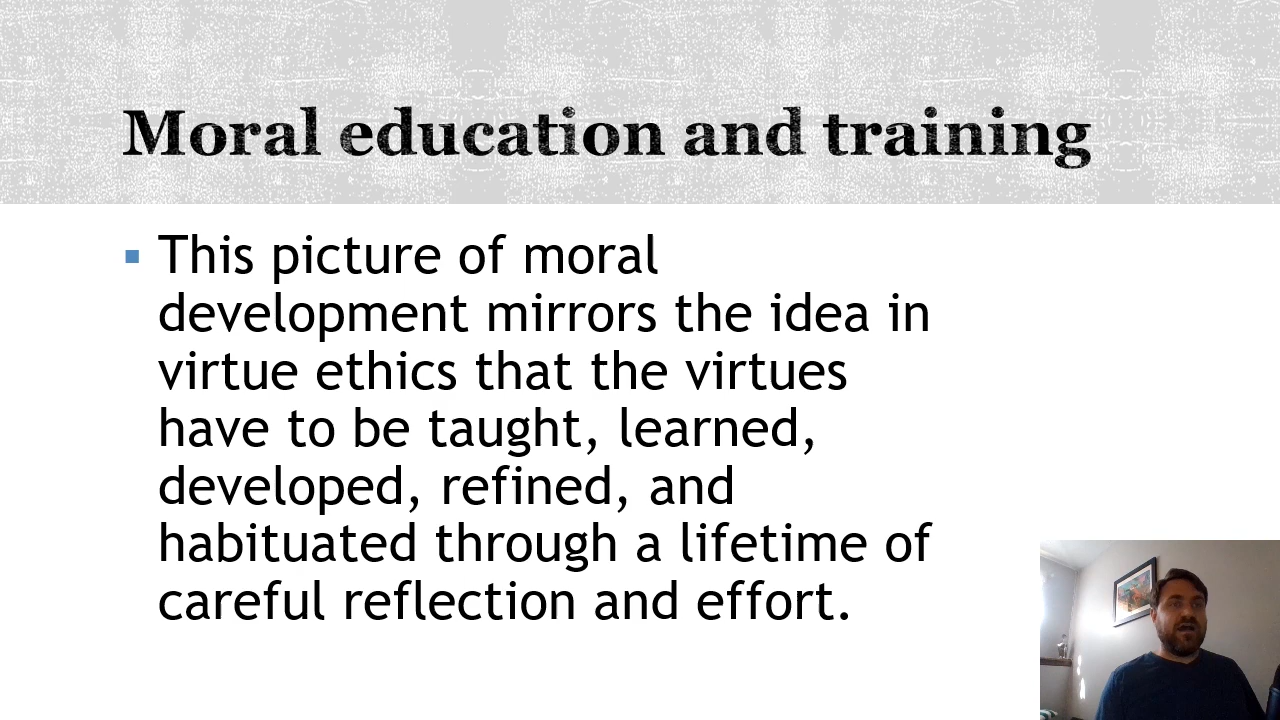 Moral education and training
This picture of moral
development mirrors the idea in
virtue ethics that the virtues
have to be taught, learned,
developed, refined, and
habituated through a lifetime of
careful reflection and effort.